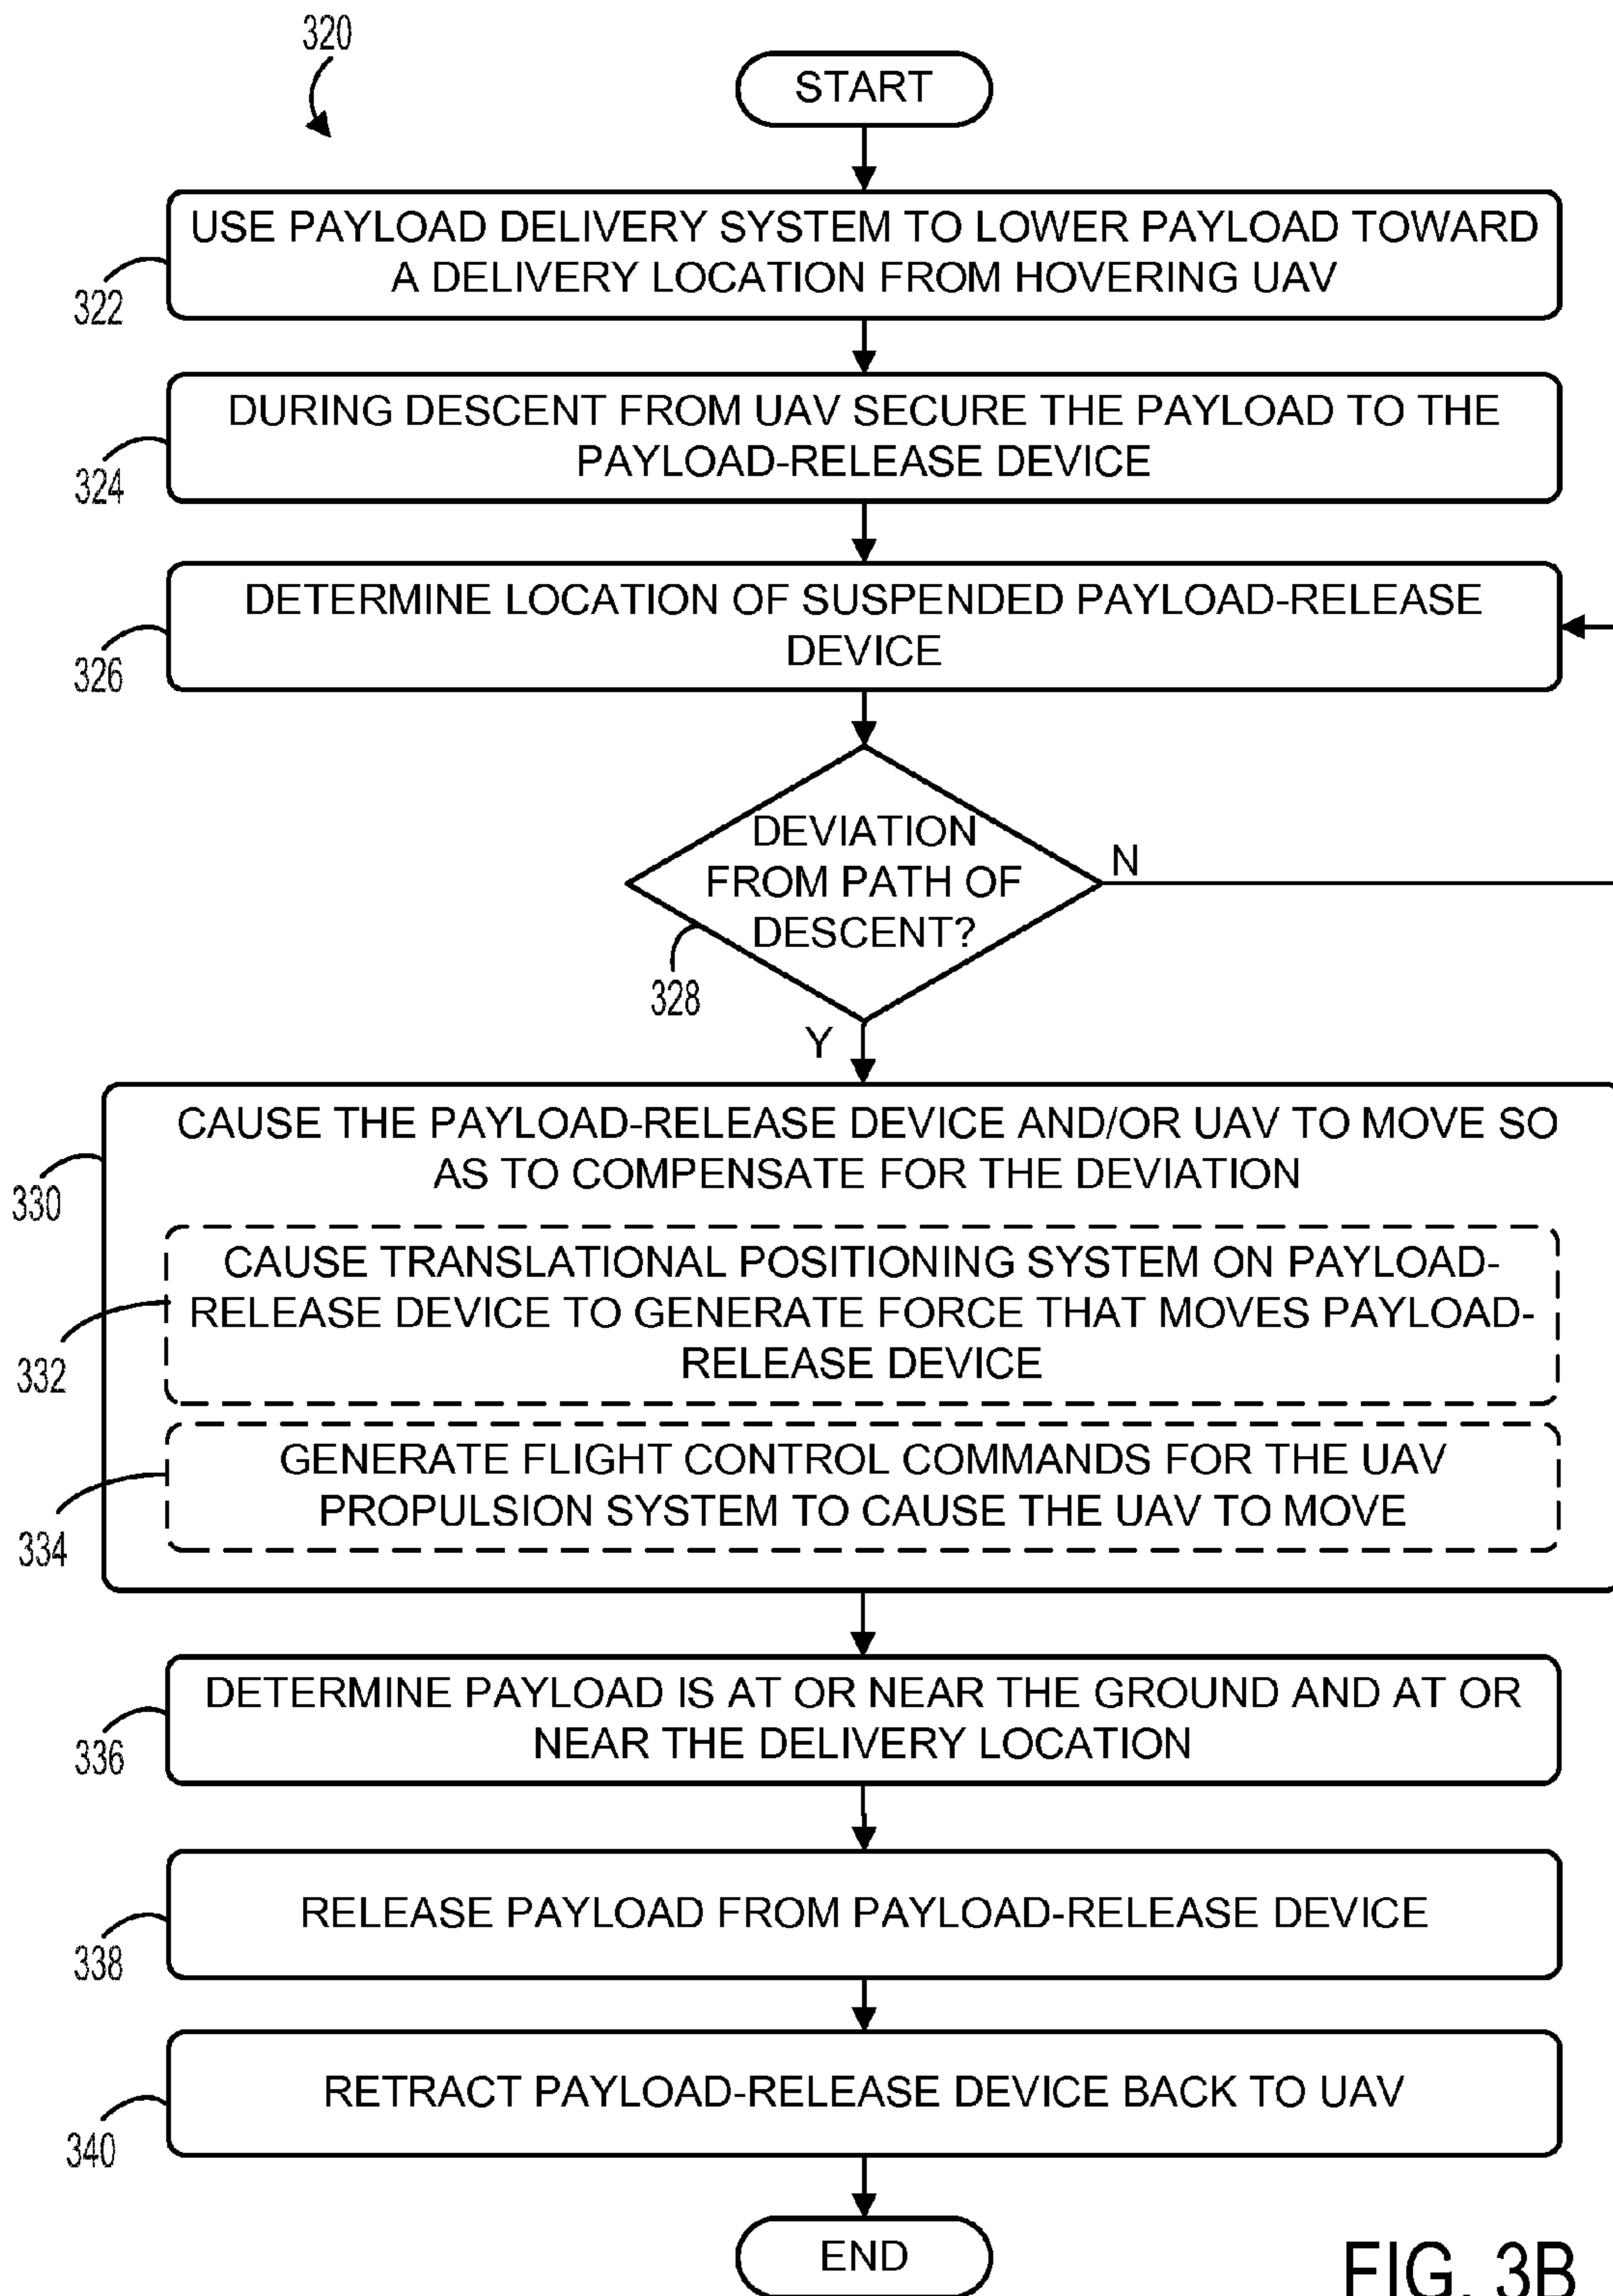 320
START
USE PAYLOAD DELIVERY SYSTEM TO LOWER PAYLOAD TOWARD
A DELIVERY LOCATION FROM HOVERING UAV
322
DURING DESCENT FROM UAV SECURE THE PAYLOAD TO THE
PAYLOAD-RELEASE DEVICE
324
DETERMINE LOCATION OF SUSPENDED PAYLOAD-RELEASE
DEVICE
326
DEVIATION
FROM PATH OF
DESCENT?
N
328
Y
CAUSE THE PAYLOAD-RELEASE DEVICE AND/OR UAV TO MOVE SO
AS TO COMPENSATE FOR THE DEVIATION
330
CAUSE TRANSLATIONAL POSITIONING SYSTEM ON PAYLOAD-
RELEASE DEVICE TO GENERATE FORCE THAT MOVES PAYLOAD-
RELEASE DEVICE
332
GENERATE FLIGHT CONTROL COMMANDS FOR THE UAV
PROPULSION SYSTEM TO CAUSE THE UAV TO MOVE
334
DETERMINE PAYLOAD IS AT OR NEAR THE GROUND AND AT OR
NEAR THE DELIVERY LOCATION
336
RELEASE PAYLOAD FROM PAYLOAD-RELEASE DEVICE
338
RETRACT PAYLOAD-RELEASE DEVICE BACK TO UAV
340
END
FIG. 3B